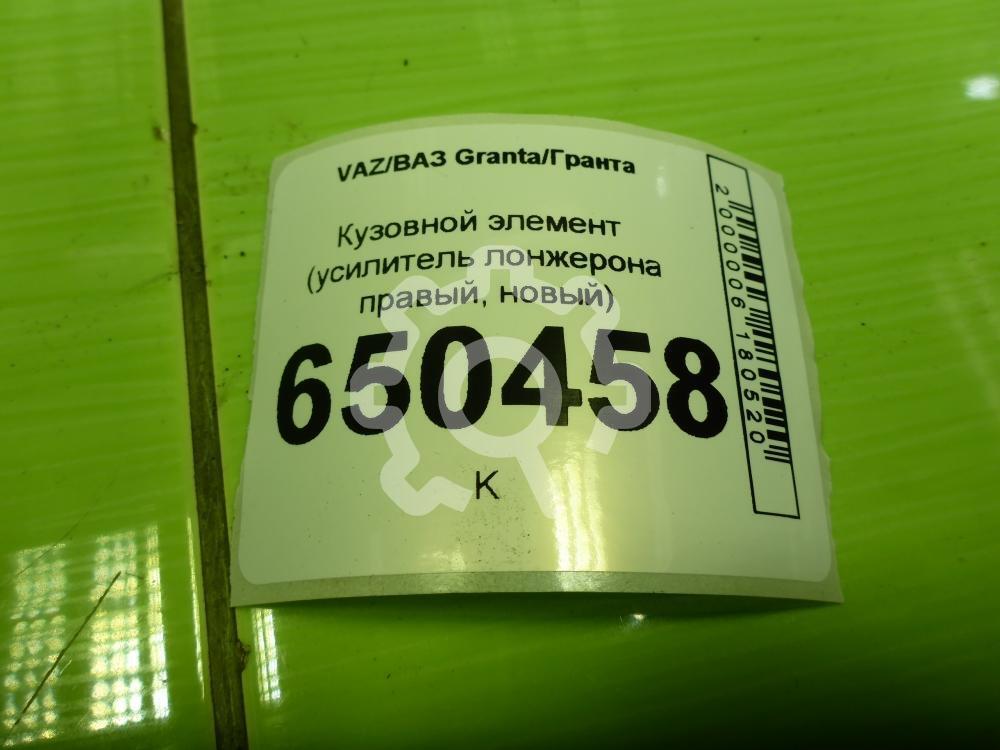 VAZ/ВАЗ Granta/Гранта
Кузовной элемент
(усилитель лонжерона
правый, новый)
650458
К
2000006180520